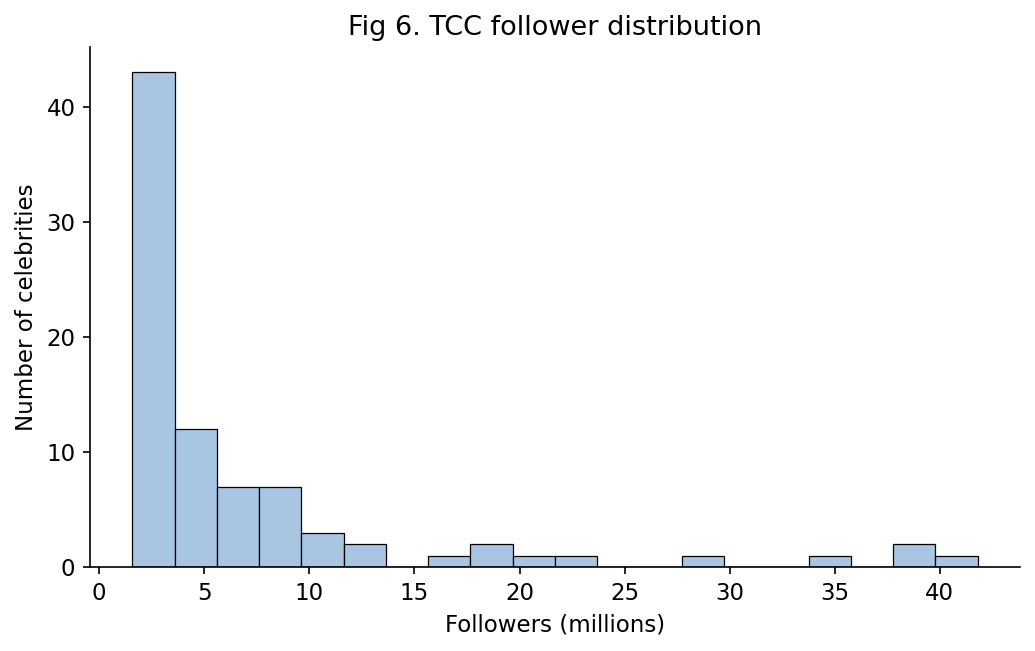 Fig 6. TCC follower distribution
Number of celebrities
40
30
20
10
0
0 5 10 15 20 25 30 35 40
Followers (millions)